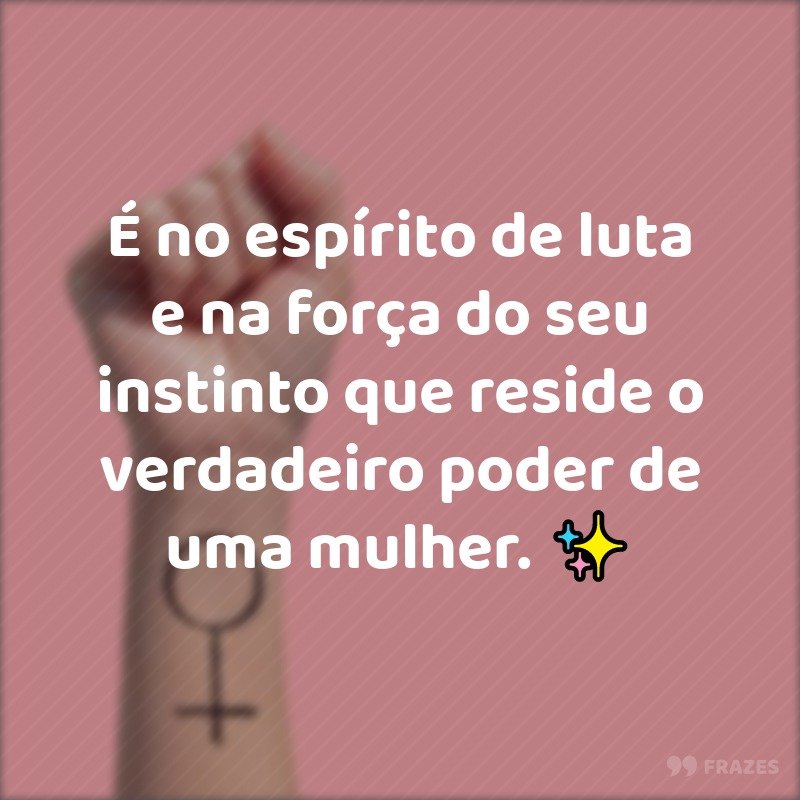 É no espírito de luta
e na força do seu
instinto que reside o
verdadeiro poder de
uma mulher. ✨
FRAZES